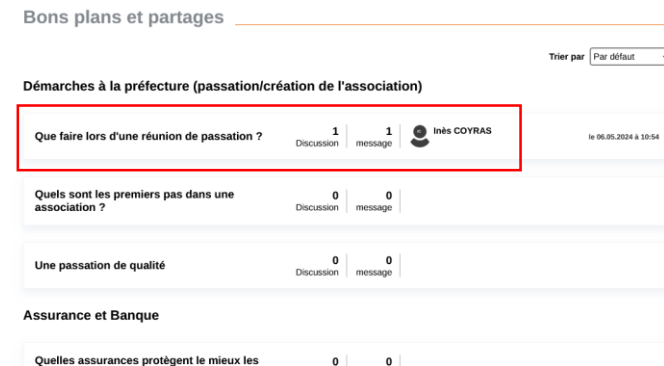 Bons plans et partages
Trier par Par défaut
Démarches à la préfecture (passation/création de l'association)
Que faire lors d'une réunion de passation ? 1 1 Inès COYRAS
Discussion message le 06.05.2024 à 10:54
Quels sont les premiers pas dans une 0 0
association ? Discussion message
Une passation de qualité 0 0
Discussion message
Assurance et Banque
Quelles assurances protègent le mieux les 0 0